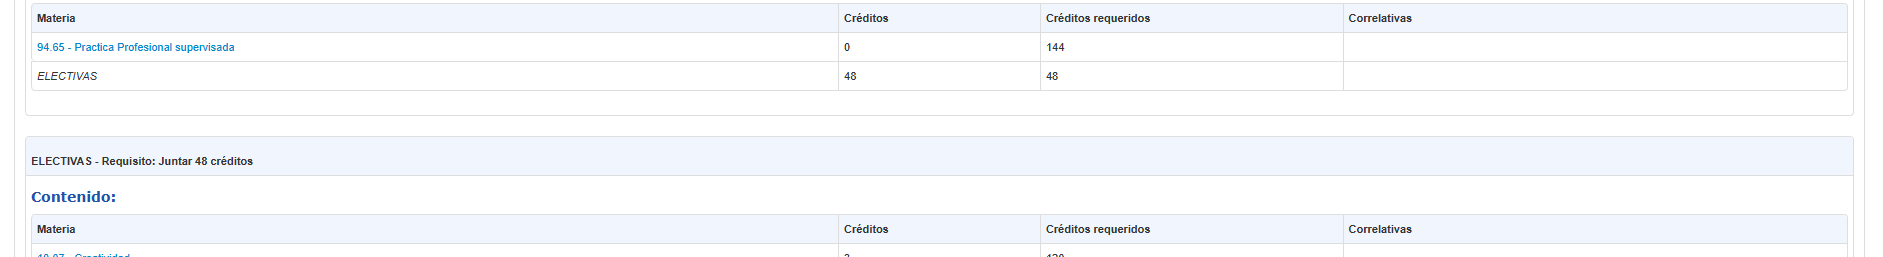 Materia Créditos Créditos requeridos Correlativas
94.65 - Practica Profesional supervisada 0 144
ELECTIVAS 48 48
ELECTIVAS - Requisito: Juntar 48 créditos
Contenido:
Materia Créditos Créditos requeridos Correlativas
Creatividad